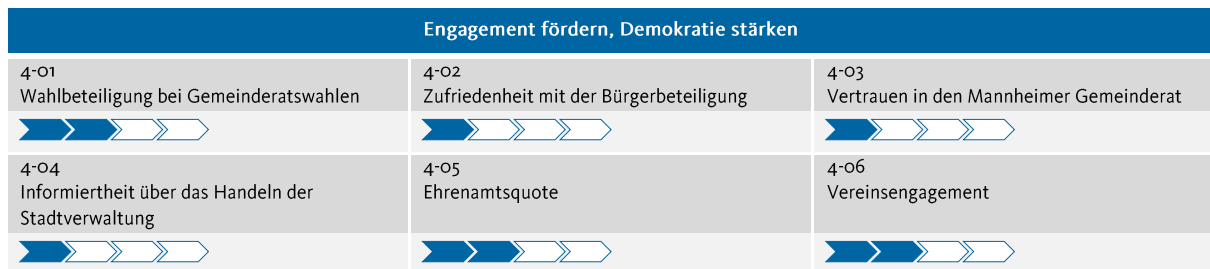 Engagement fördern, Demokratie stärken
4-01
Wahlbeteiligung bei Gemeinderatswahlen
4-02
Zufriedenheit mit der Bürgerbeteiligung
4-03
Vertrauen in den Mannheimer Gemeinderat
4-04
Informiertheit über das Handeln der
Stadtverwaltung
4-05
Ehrenamtsquote
4-06
Vereinsengagement